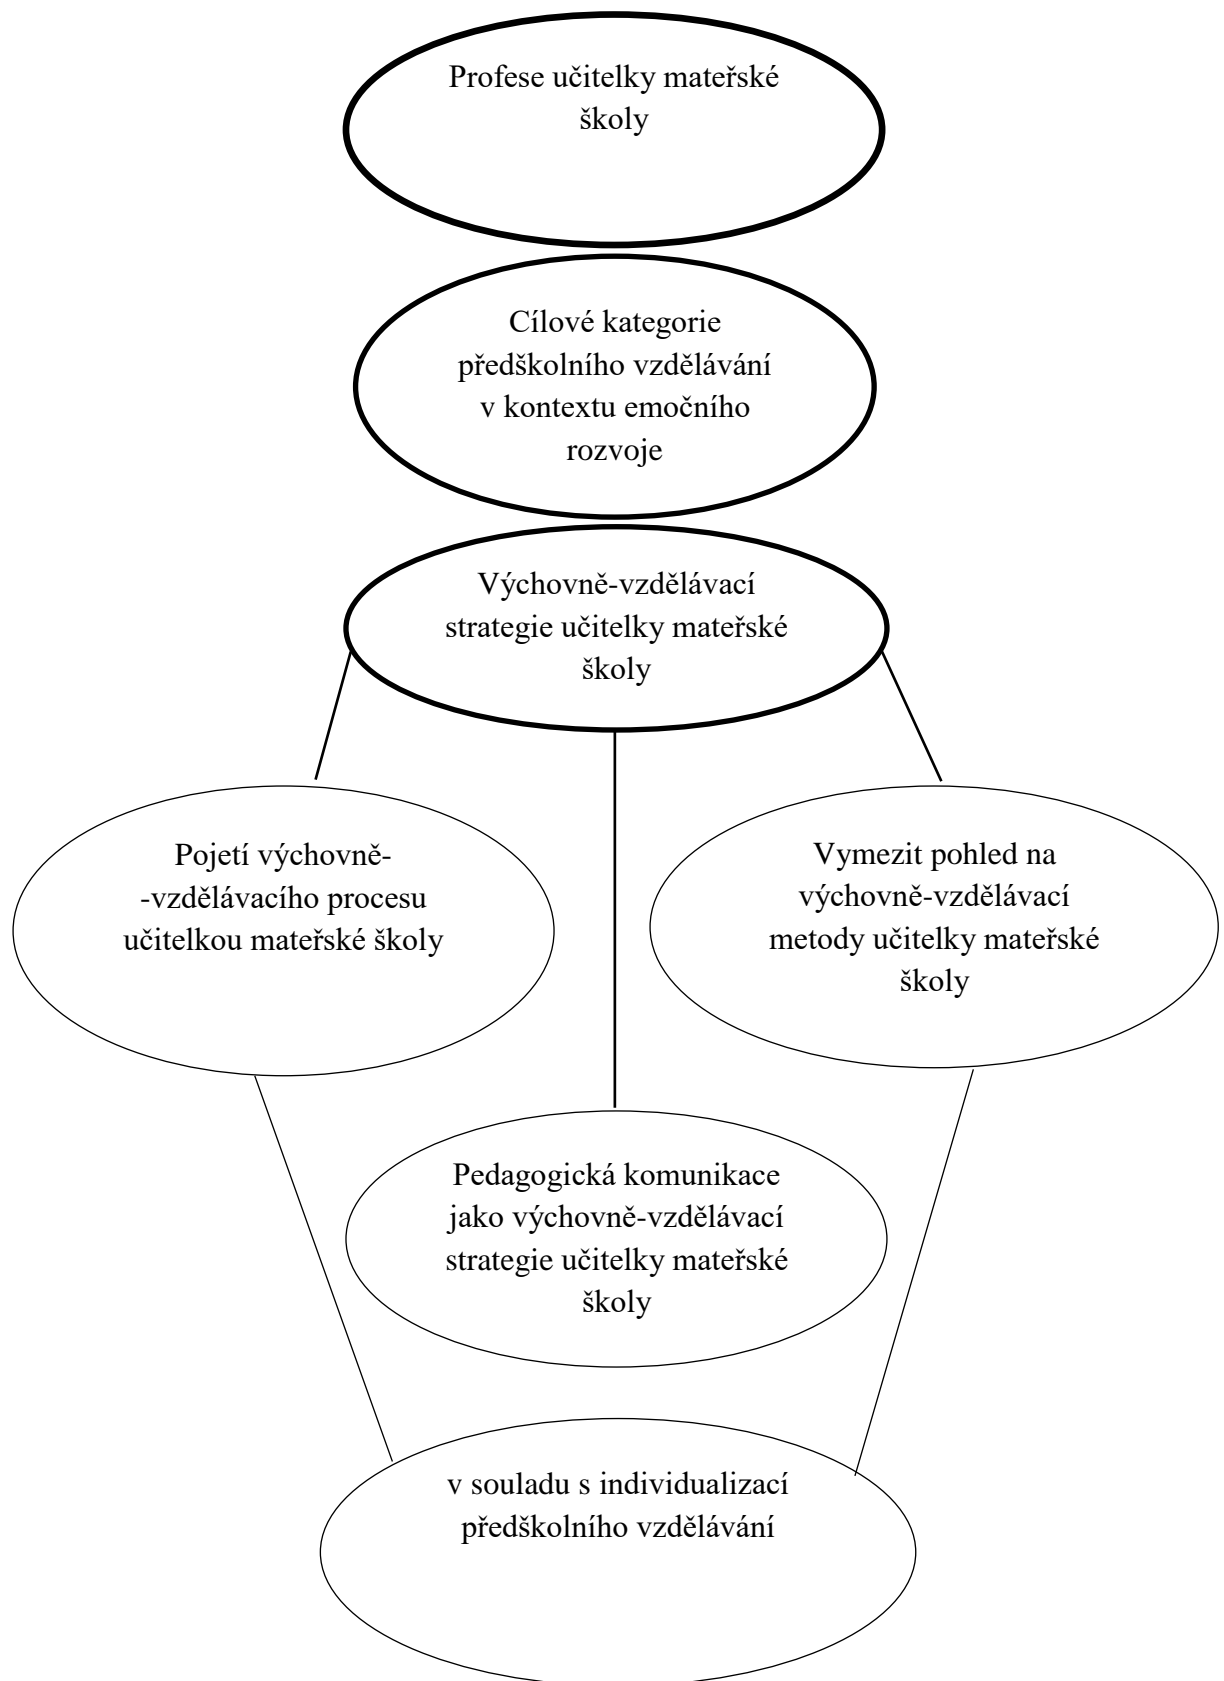 Profese učitelky mateřské
školy
Cílové kategorie
předškolního vzdělávání
v kontextu emočního
rozvoje
Výchovně-vzdělávací
strategie učitelky mateřské
školy
Pojetí výchovně-
-vzdělávacího procesu
učitelkou mateřské školy
Vymezit pohled na
výchovně-vzdělávací
metody učitelky mateřské
školy
Pedagogická komunikace
jako výchovně-vzdělávací
strategie učitelky mateřské
školy
v souladu s individualizací
předškolního vzdělávání